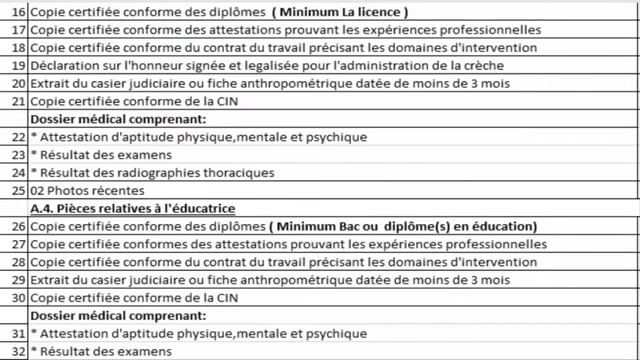 16 Copie certifiée conforme des diplômes ( Minimum La licence )
17 Copie certifiée conforme des attestations prouvant les expériences professionnelles
18 Copie certifiée conforme du contrat du travail précisant les domaines d'intervention
19 Déclaration sur l'honneur signée et legalisée pour l'administration de la crèche
20 Extrait du casier judiciaire ou fiche anthropométrique datée de moins de 3 mois
21 Copie certifiée conforme de la CIN
Dossier médical comprenant:
22 * Attestation d'aptitude physique,mentale et psychique
23 * Résultat des examens
24 * Résultat des radiographies thoraciques
25 02 Photos récentes
A.4. Pièces relatives à l'éducatrice
26 Copie certifiée conforme des diplômes ( Minimum Bac ou diplôme(s) en éducation)
27 Copie certifiée conformes des attestations prouvant les expériences professionnelles
28 Copie certifiée conforme du contrat du travail précisant les domaines d'intervention
29 Extrait du casier judiciaire ou fiche anthropométrique datée de moins de 3 mois
30 Copie certifiée conforme de la CIN
Dossier médical comprenant:
31 * Attestation d'aptitude physique,mentale et psychique
32 * Résultat des examens